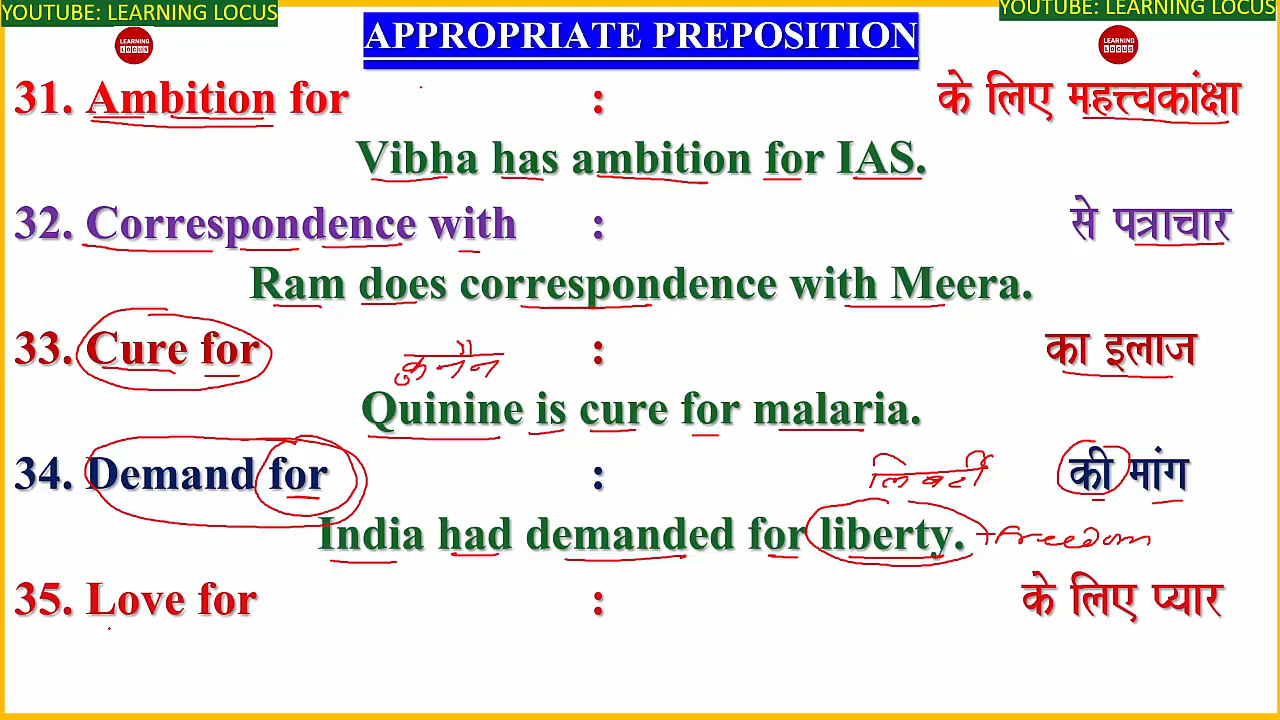 YOUTUBE: LEARNING LOCUS
YOUTUBE: LEARNING LOCUS
LEARNING
LOCUS
LEARNING
LOCUS
APPROPRIATE PREPOSITION
31. Ambition for : के लिए महत्त्वकांक्षा
Vibha has ambition for IAS.
32. Correspondence with : से पत्राचार
Ram does correspondence with Meera.
33. Cure for : का इलाज
कुनैन
Quinine is cure for malaria.
34. Demand for : की मांग
लिबर्टी
India had demanded for liberty. → Freedom
35. Love for : के लिए प्यार